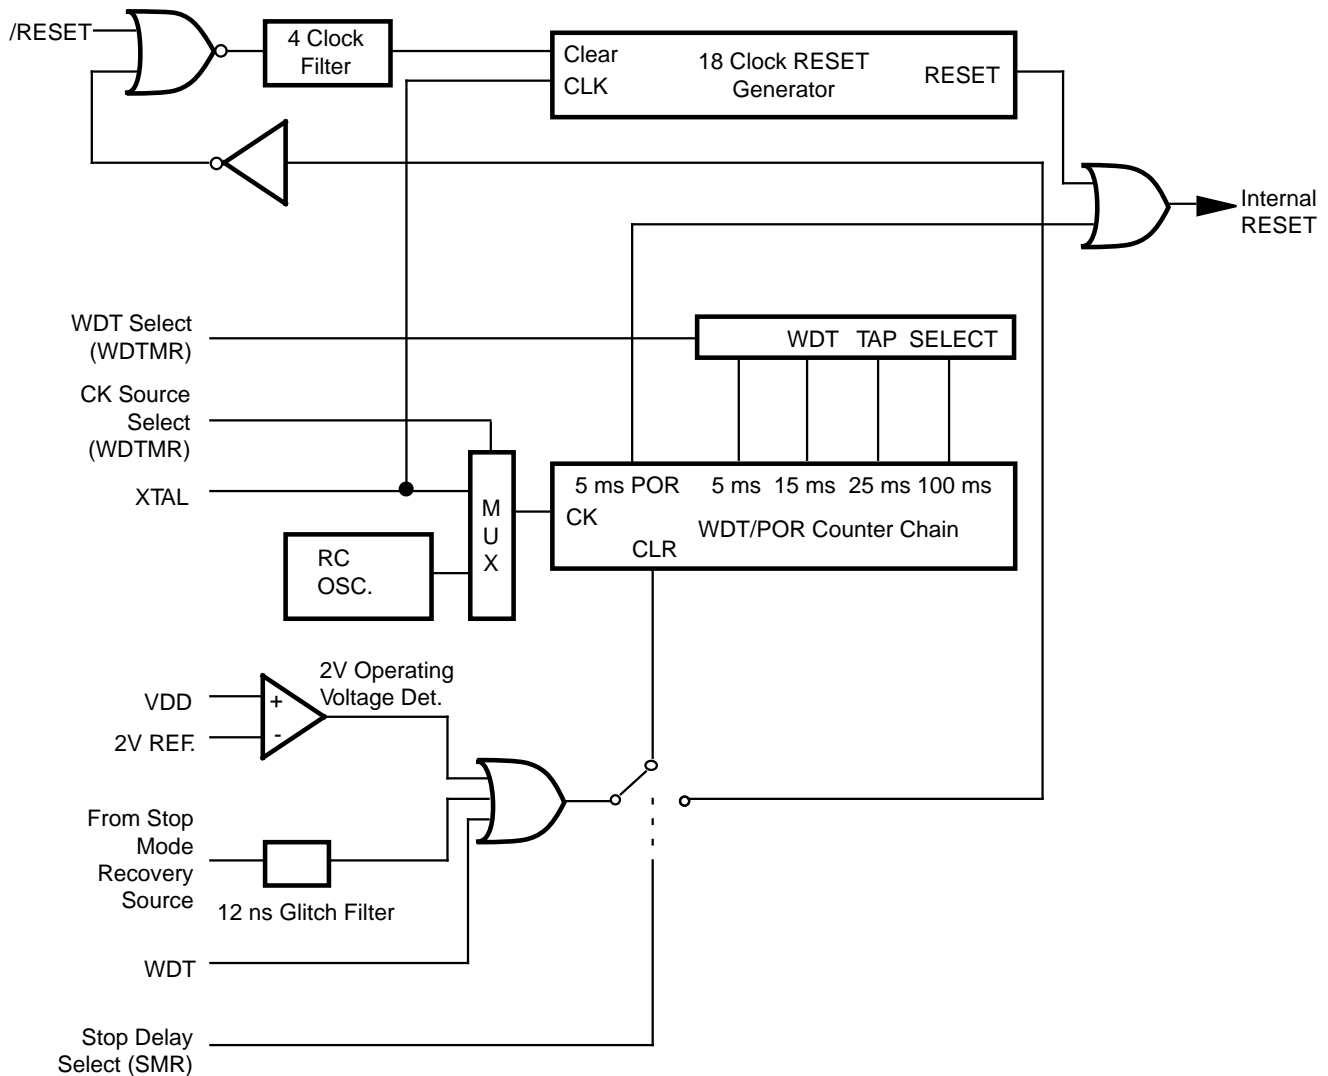 /RESET
4 Clock
Filter
Clear
CLK
18 Clock RESET
Generator
RESET
Internal
RESET
WDT Select
(WDTMR)
WDT TAP SELECT
CK Source
Select
(WDTMR)
XTAL
M
U
X
5 ms POR 5 ms 15 ms 25 ms 100 ms
CK
WDT/POR Counter Chain
CLR
RC
OSC.
2V Operating
Voltage Det.
VDD
+
2V REF.
-
From Stop
Mode
Recovery
Source
12 ns Glitch Filter
WDT
Stop Delay
Select (SMR)